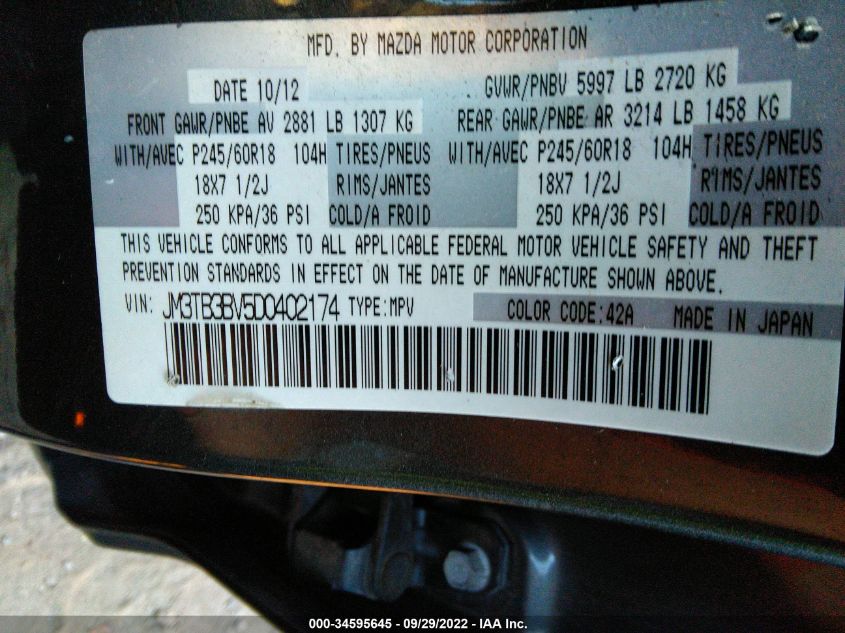 MFD. BY MAZDA MOTOR CORPORATION
DATE 10/12 GVWR/PNBV 5997 LB 2720 KG
FRONT GAWR/PNBE AV 2881 LB 1307 KG REAR GAWR/PNBE AR 3214 LB 1458 KG
WITH/AVEC P245/60R18 104H TIRES/PNEUS WITH/AVEC P245/60R18 104H TIRES/PNEUS
18X7 1/2J RIMS/JANTES 18X7 1/2J RIMS/JANTES
250 KPA/36 PSI COLD/A FROID 250 KPA/36 PSI COLD/A FROID
THIS VEHICLE CONFORMS TO ALL APPLICABLE FEDERAL MOTOR VEHICLE SAFETY AND THEFT
PREVENTION STANDARDS IN EFFECT ON THE DATE OF MANUFACTURE SHOWN ABOVE.
VIN: JM3TB3BV5D0402174 TYPE:MPV COLOR CODE:42A MADE IN JAPAN
000-34595645 - 09/29/2022 - IAA Inc.